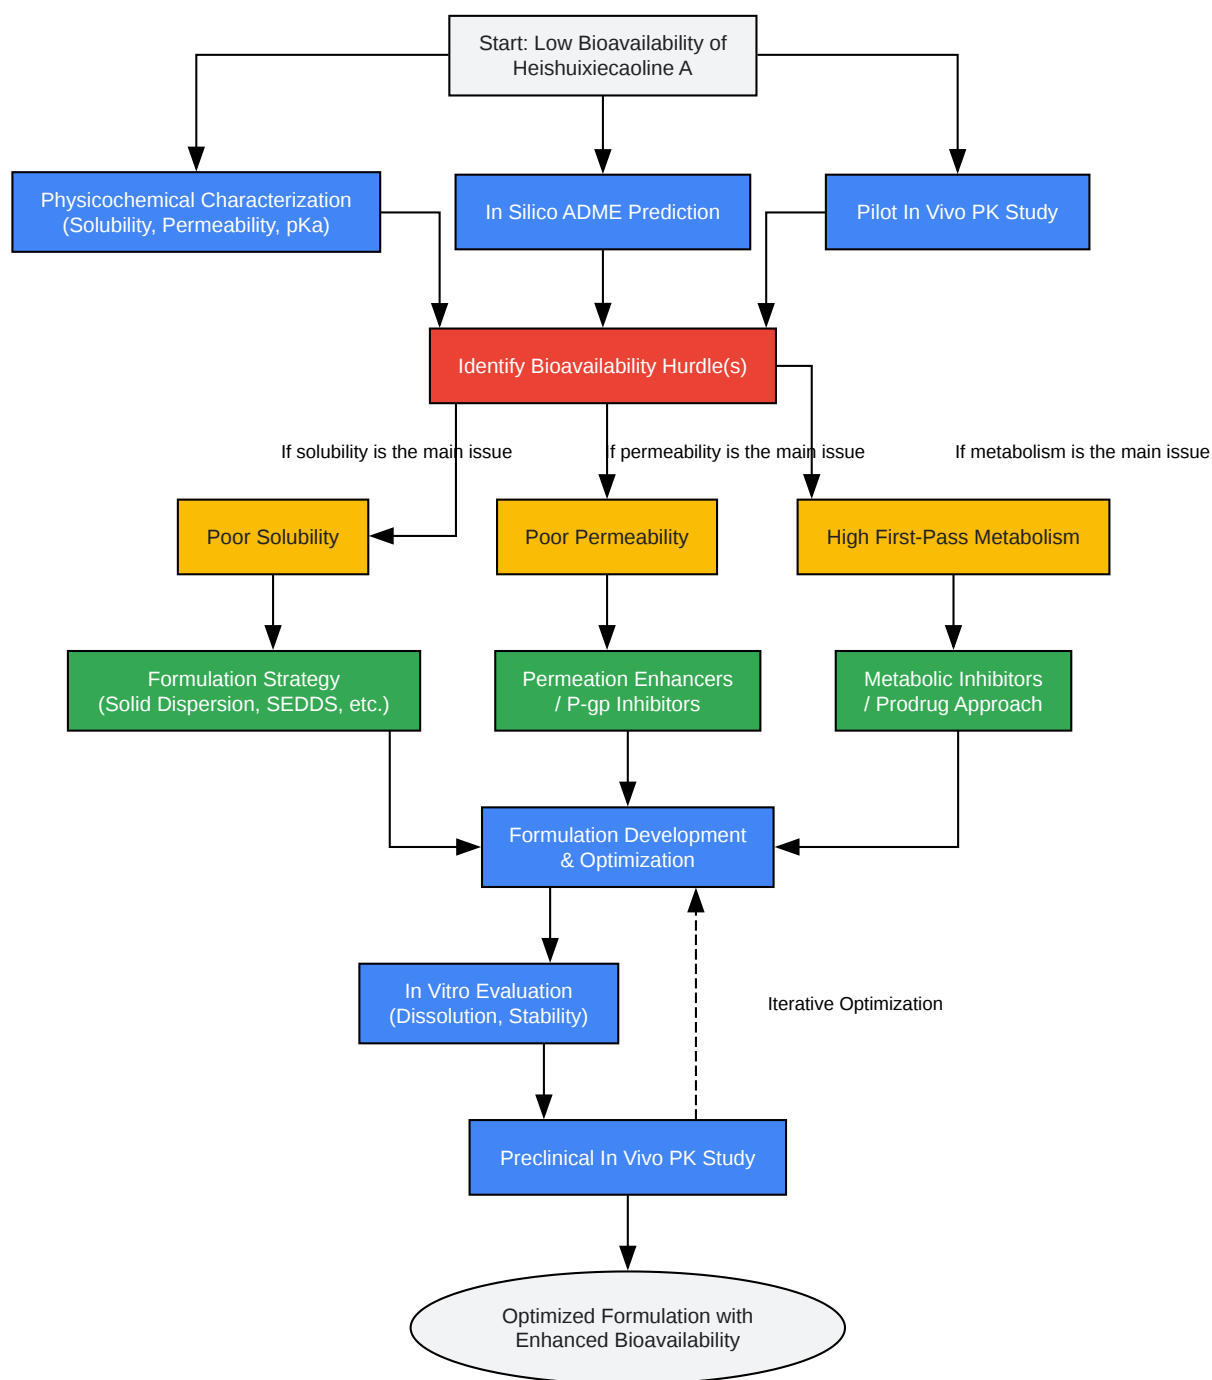 Start: Low Bioavailability of
Heishuixiecaoline A
Physicochemical Characterization
(Solubility, Permeability, pKa)
In Silico ADME Prediction
Pilot In Vivo PK Study
Identify Bioavailability Hurdle(s)
If solubility is the main issue
If permeability is the main issue
If metabolism is the main issue
Poor Solubility
Poor Permeability
High First-Pass Metabolism
Formulation Strategy
(Solid Dispersion, SEDDS, etc.)
Permeation Enhancers
/ P-gp Inhibitors
Metabolic Inhibitors
/ Prodrug Approach
Formulation Development
& Optimization
In Vitro Evaluation
(Dissolution, Stability)
Iterative Optimization
Preclinical In Vivo PK Study
Optimized Formulation with
Enhanced Bioavailability